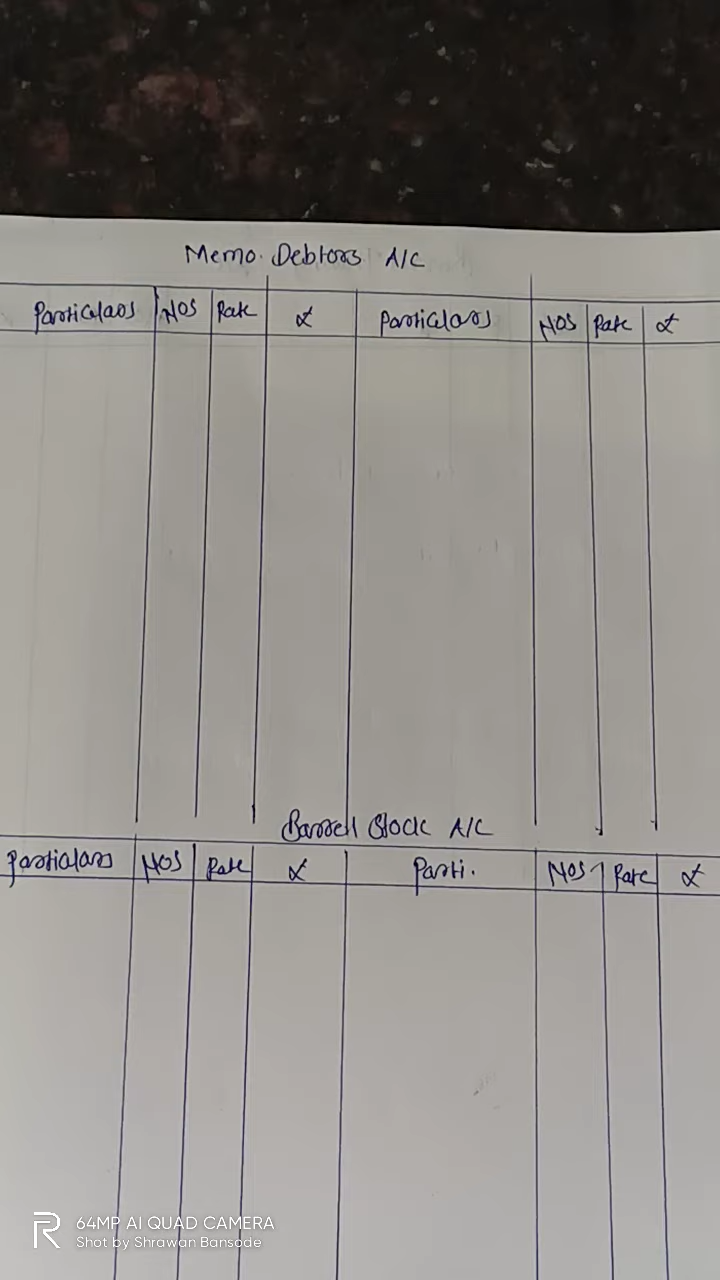 Memo. Debtors A/C
Particulars NOS Rate ₹ Particulars NOS Rate ₹
Barrell Stock A/C
Particulars NOS Rate ₹ Parti. NOS Rate ₹
64MP AI QUAD CAMERA
Shot by Shrawan Bansode